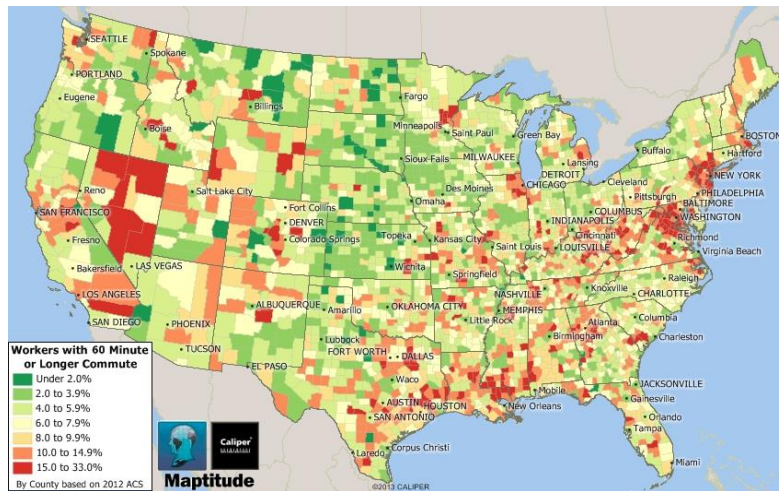 SEATTLE
Spokane
PORTLAND
Eugene
Billings
Boise
Fargo
Minneapolis
Saint Paul
Green Bay
Sioux Falls
MILWAUKEE
Lansing
DETROIT
Buffalo
BOSTON
Hartford
NEW YORK
Reno
Salt Lake City
Fort Collins
DENVER
Colorado Springs
Omaha
Des Moines
CHICAGO
Cleveland
Pittsburgh
PHILADELPHIA
BALTIMORE
WASHINGTON
SAN FRANCISCO
Fresno
Topeka
Kansas City
Saint Louis
INDIANAPOLIS
COLUMBUS
Cincinnati
LOUISVILLE
Richmond
Virginia Beach
Bakersfield
LAS VEGAS
Wichita
Springfield
NASHVILLE
Knoxville
Raleigh
CHARLOTTE
LOS ANGELES
SAN DIEGO
PHOENIX
TUCSON
ALBUQUERQUE
Amarillo
OKLAHOMA CITY
Little Rock
MEMPHIS
Birmingham
Atlanta
Columbia
Charleston
EL PASO
Lubbock
FORT WORTH
DALLAS
Waco
AUSTIN
HOUSTON
SAN ANTONIO
New Orleans
Mobile
JACKSONVILLE
Gainesville
Orlando
Tampa
Miami
Corpus Christi
Laredo
Workers with 60 Minute
or Longer Commute
Under 2.0%
2.0 to 3.9%
4.0 to 5.9%
6.0 to 7.9%
8.0 to 9.9%
10.0 to 14.9%
15.0 to 33.0%
By County based on 2012 ACS
Caliper
Maptitude
©2013 CALIPER